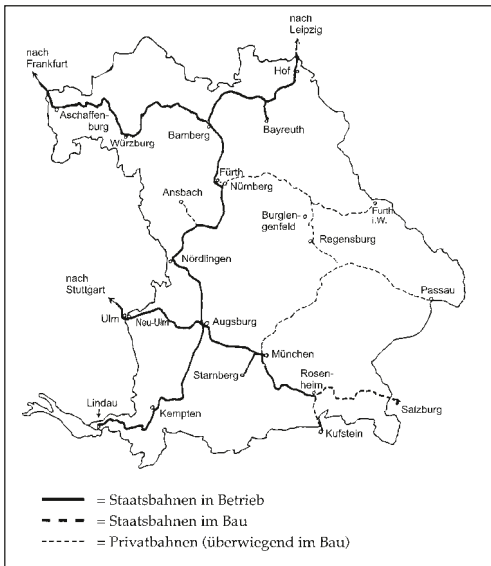 nach
Leipzig
nach
Frankfurt
Hof
Aschaffen-
burg
Würzburg
Bamberg
Bayreuth
Fürth
Nürnberg
Ansbach
Burglen-
genfeld
Furth
i.W.
Regensburg
Nördlingen
nach
Stuttgart
Passau
Ulm
Neu-Ulm
Augsburg
München
Starnberg
Rosen-
heim
Lindau
Kempten
Salzburg
Kufstein
= Staatsbahnen in Betrieb
= Staatsbahnen im Bau
= Privatbahnen (überwiegend im Bau)